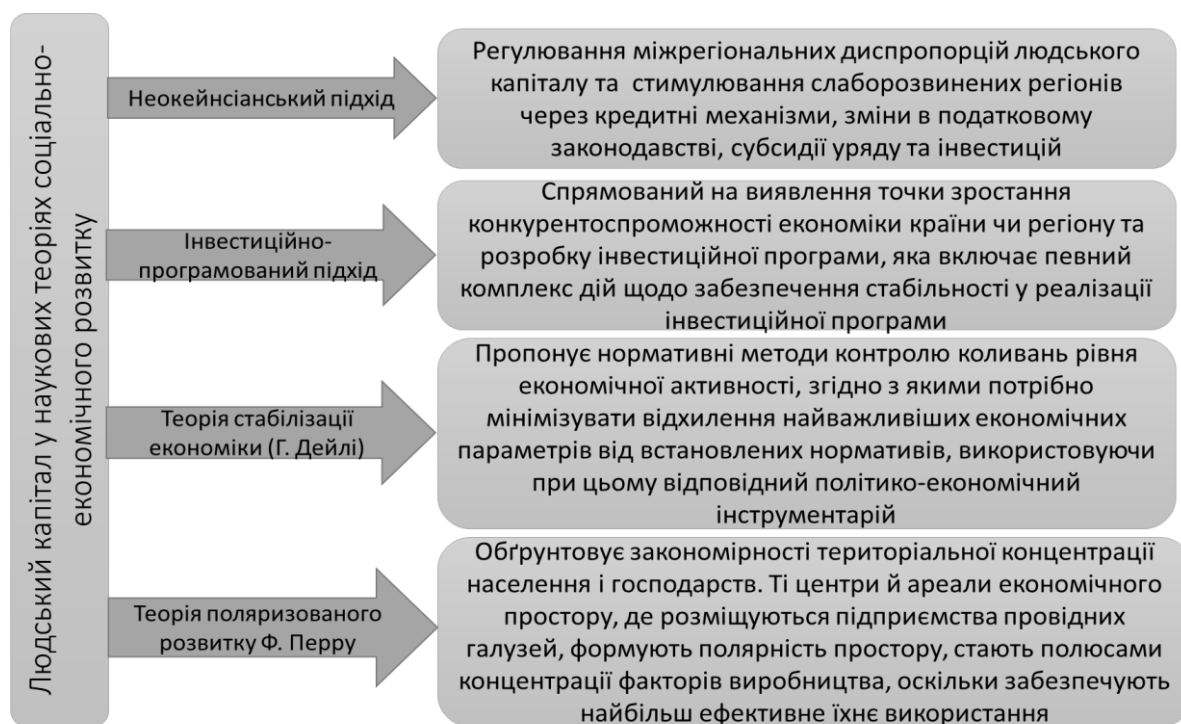 Людський капітал у наукових теоріях соціально-
економічного розвитку
Неокейнсіанський підхід
Регулювання міжрегіональних диспропорцій людського
капіталу та стимулювання слаборозвинених регіонів
через кредитні механізми, зміни в податковому
законодавстві, субсидії уряду та інвестицій
Інвестиційно-
програмований підхід
Спрямований на виявлення точки зростання
конкурентоспроможності економіки країни чи регіону та
розробку інвестиційної програми, яка включає певний
комплекс дій щодо забезпечення стабільності у реалізації
інвестиційної програми
Теорія стабілізації
економіки (Г. Дейлі)
Пропонує нормативні методи контролю коливань рівня
економічної активності, згідно з якими потрібно
мінімізувати відхилення найважливіших економічних
параметрів від встановлених нормативів, використовуючи
при цьому відповідний політико-економічний
інструментарій
Теорія поляризованого
розвитку Ф. Перру
Обґрунтовує закономірності територіальної концентрації
населення і господарств. Ті центри й ареали економічного
простору, де розміщуються підприємства провідних
галузей, формують полярність простору, стають полюсами
концентрації факторів виробництва, оскільки забезпечують
найбільш ефективне їхнє використання